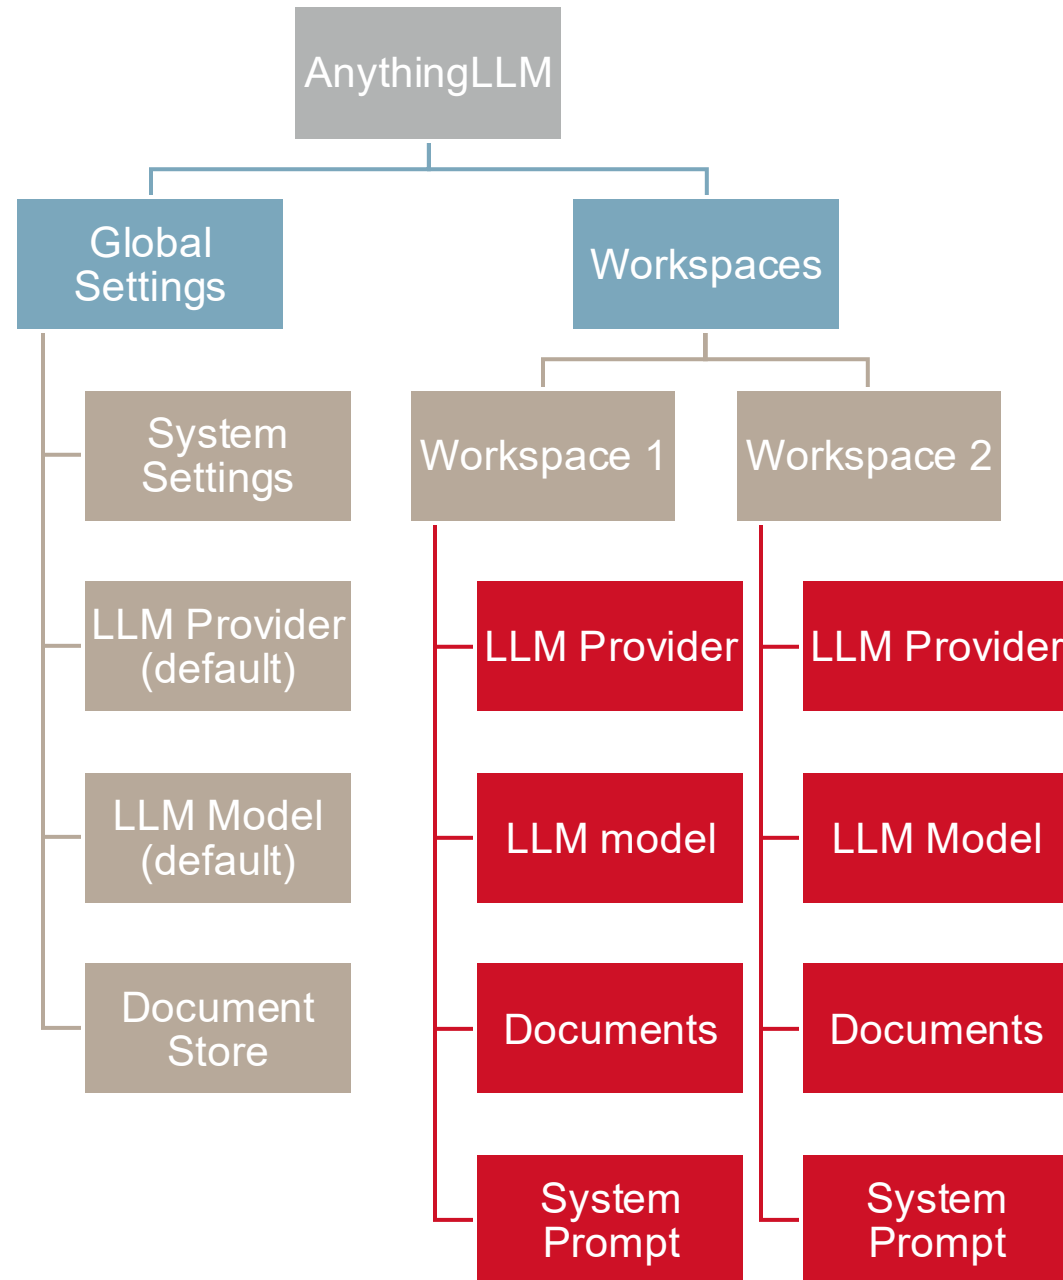 AnythingLLM
Global
Settings
Workspaces
System
Settings
LLM Provider
(default)
LLM Model
(default)
Document
Store
Workspace 1
LLM Provider
LLM model
Documents
System
Prompt
Workspace 2
LLM Provider
LLM Model
Documents
System
Prompt